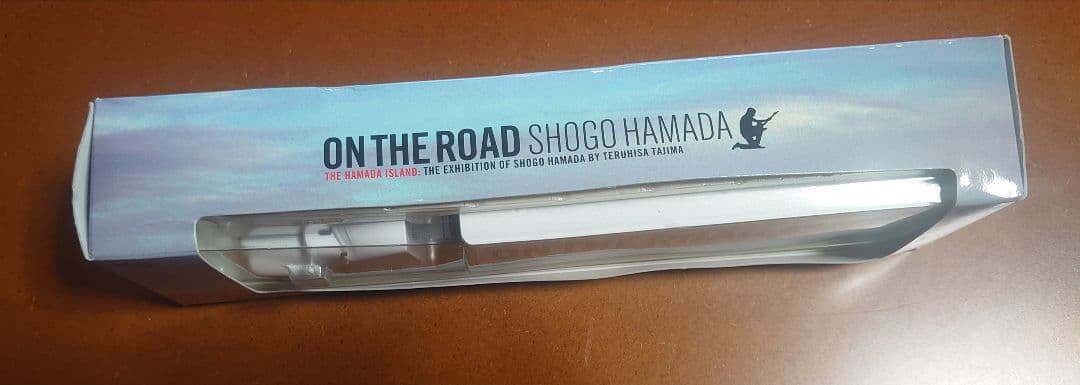 ON THE ROAD SHOGO HAMADA
THE HAMADA ISLAND: THE EXHIBITION OF SHOGO HAMADA BY TERUHISA TAJIMA